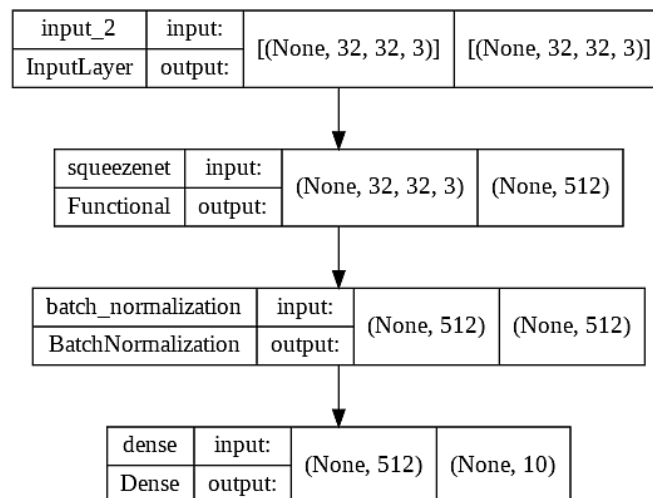 input_2 input: [(None, 32, 32, 3)] [(None, 32, 32, 3)]
InputLayer output:
squeezenet input: (None, 32, 32, 3) (None, 512)
Functional output:
batch_normalization input: (None, 512) (None, 512)
BatchNormalization output:
dense input: (None, 512) (None, 10)
Dense output: